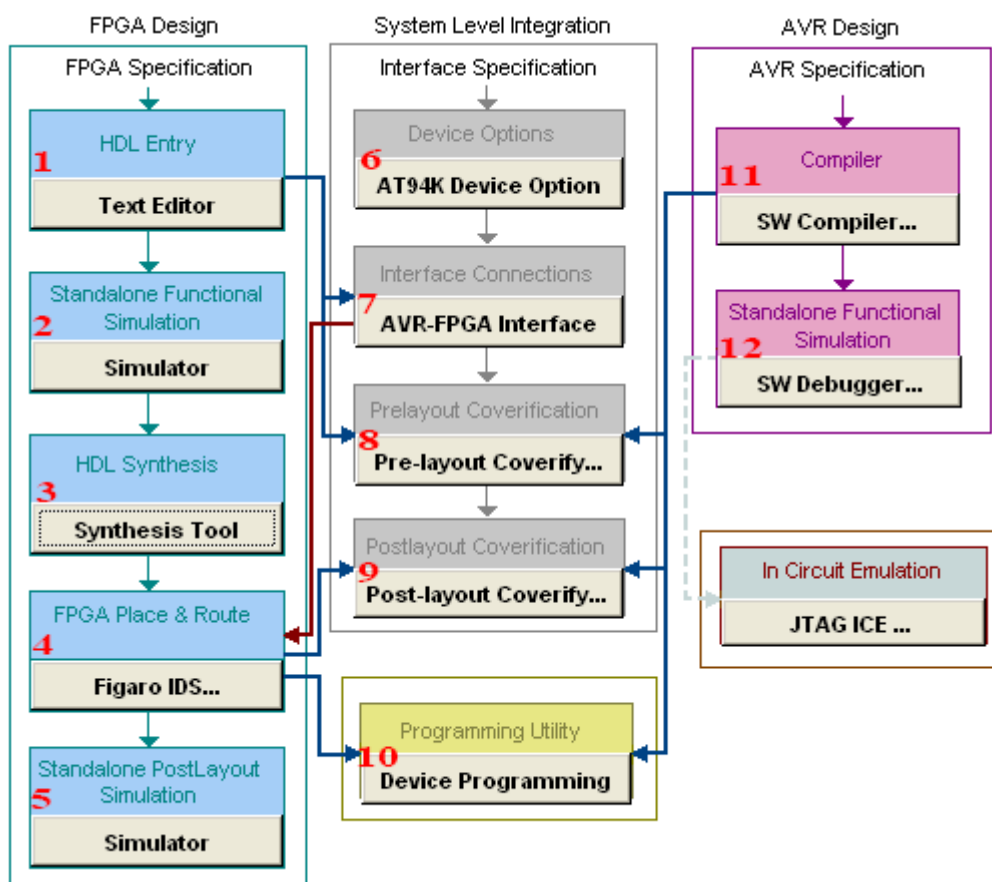 FPGA Design
FPGA Specification
1
HDL Entry
Text Editor
2
Standalone Functional
Simulation
Simulator
3
HDL Synthesis
Synthesis Tool
4
FPGA Place & Route
Figaro IDS...
5
Standalone PostLayout
Simulation
Simulator
System Level Integration
Interface Specification
6
Device Options
AT94K Device Option
7
Interface Connections
AVR-FPGA Interface
8
Prelayout Coverification
Pre-layout Coverify...
9
Postlayout Coverification
Post-layout Coverify...
10
Programming Utility
Device Programming
AVR Design
AVR Specification
11
Compiler
SW Compiler...
12
Standalone Functional
Simulation
SW Debugger...
In Circuit Emulation
JTAG ICE ...